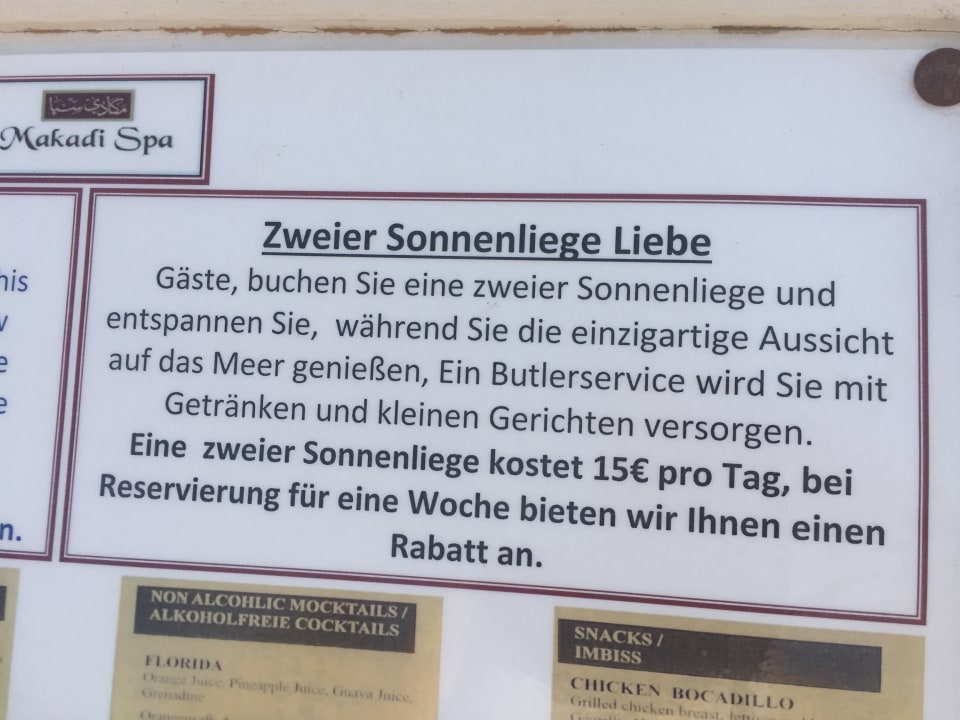 مكادي سبا
Makadi Spa
his
n.
Zweier Sonnenliege Liebe
Gäste, buchen Sie eine zweier Sonnenliege und
entspannen Sie, während Sie die einzigartige Aussicht
auf das Meer genießen, Ein Butlerservice wird Sie mit
Getränken und kleinen Gerichten versorgen.
Eine zweier Sonnenliege kostet 15€ pro Tag, bei
Reservierung für eine Woche bieten wir Ihnen einen
Rabatt an.
NON ALCOHLIC MOCKTAILS /
ALKOHOLFREIE COCKTAILS
FLORIDA
Orange Juice, Pineapple Juice, Guava Juice,
Grenadine
SNACKS /
IMBISS
CHICKEN BOCADILLO
Grilled chicken breast,